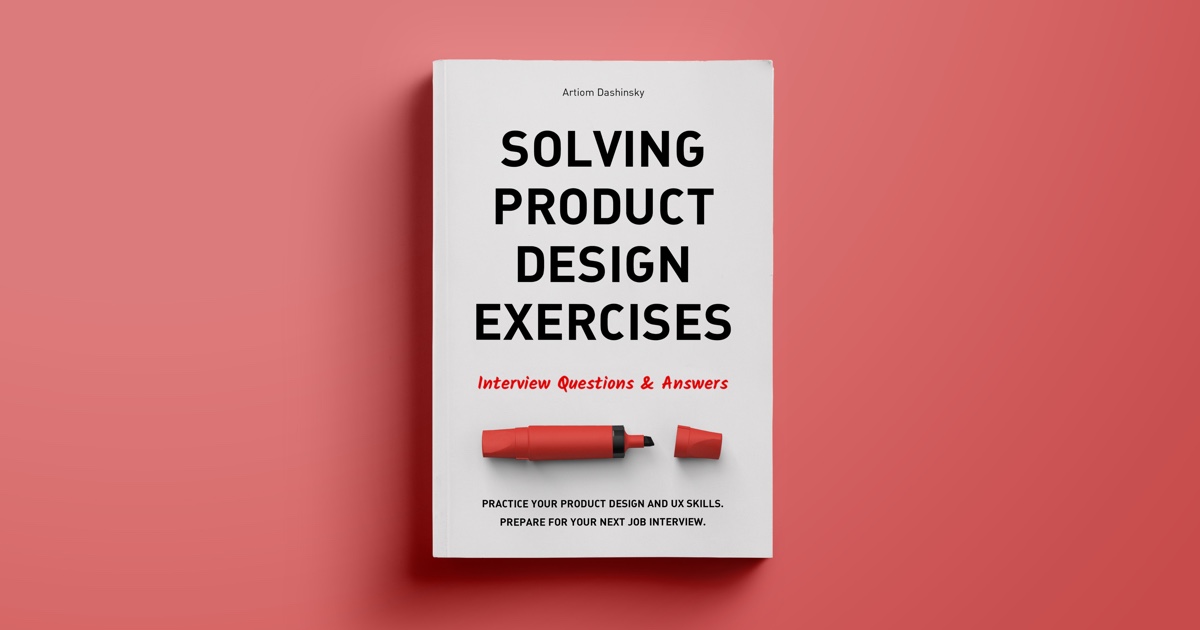 Artiom Dashinsky
SOLVING
PRODUCT
DESIGN
EXERCISES
Interview Questions & Answers
PRACTICE YOUR PRODUCT DESIGN AND UX SKILLS.
PREPARE FOR YOUR NEXT JOB INTERVIEW.